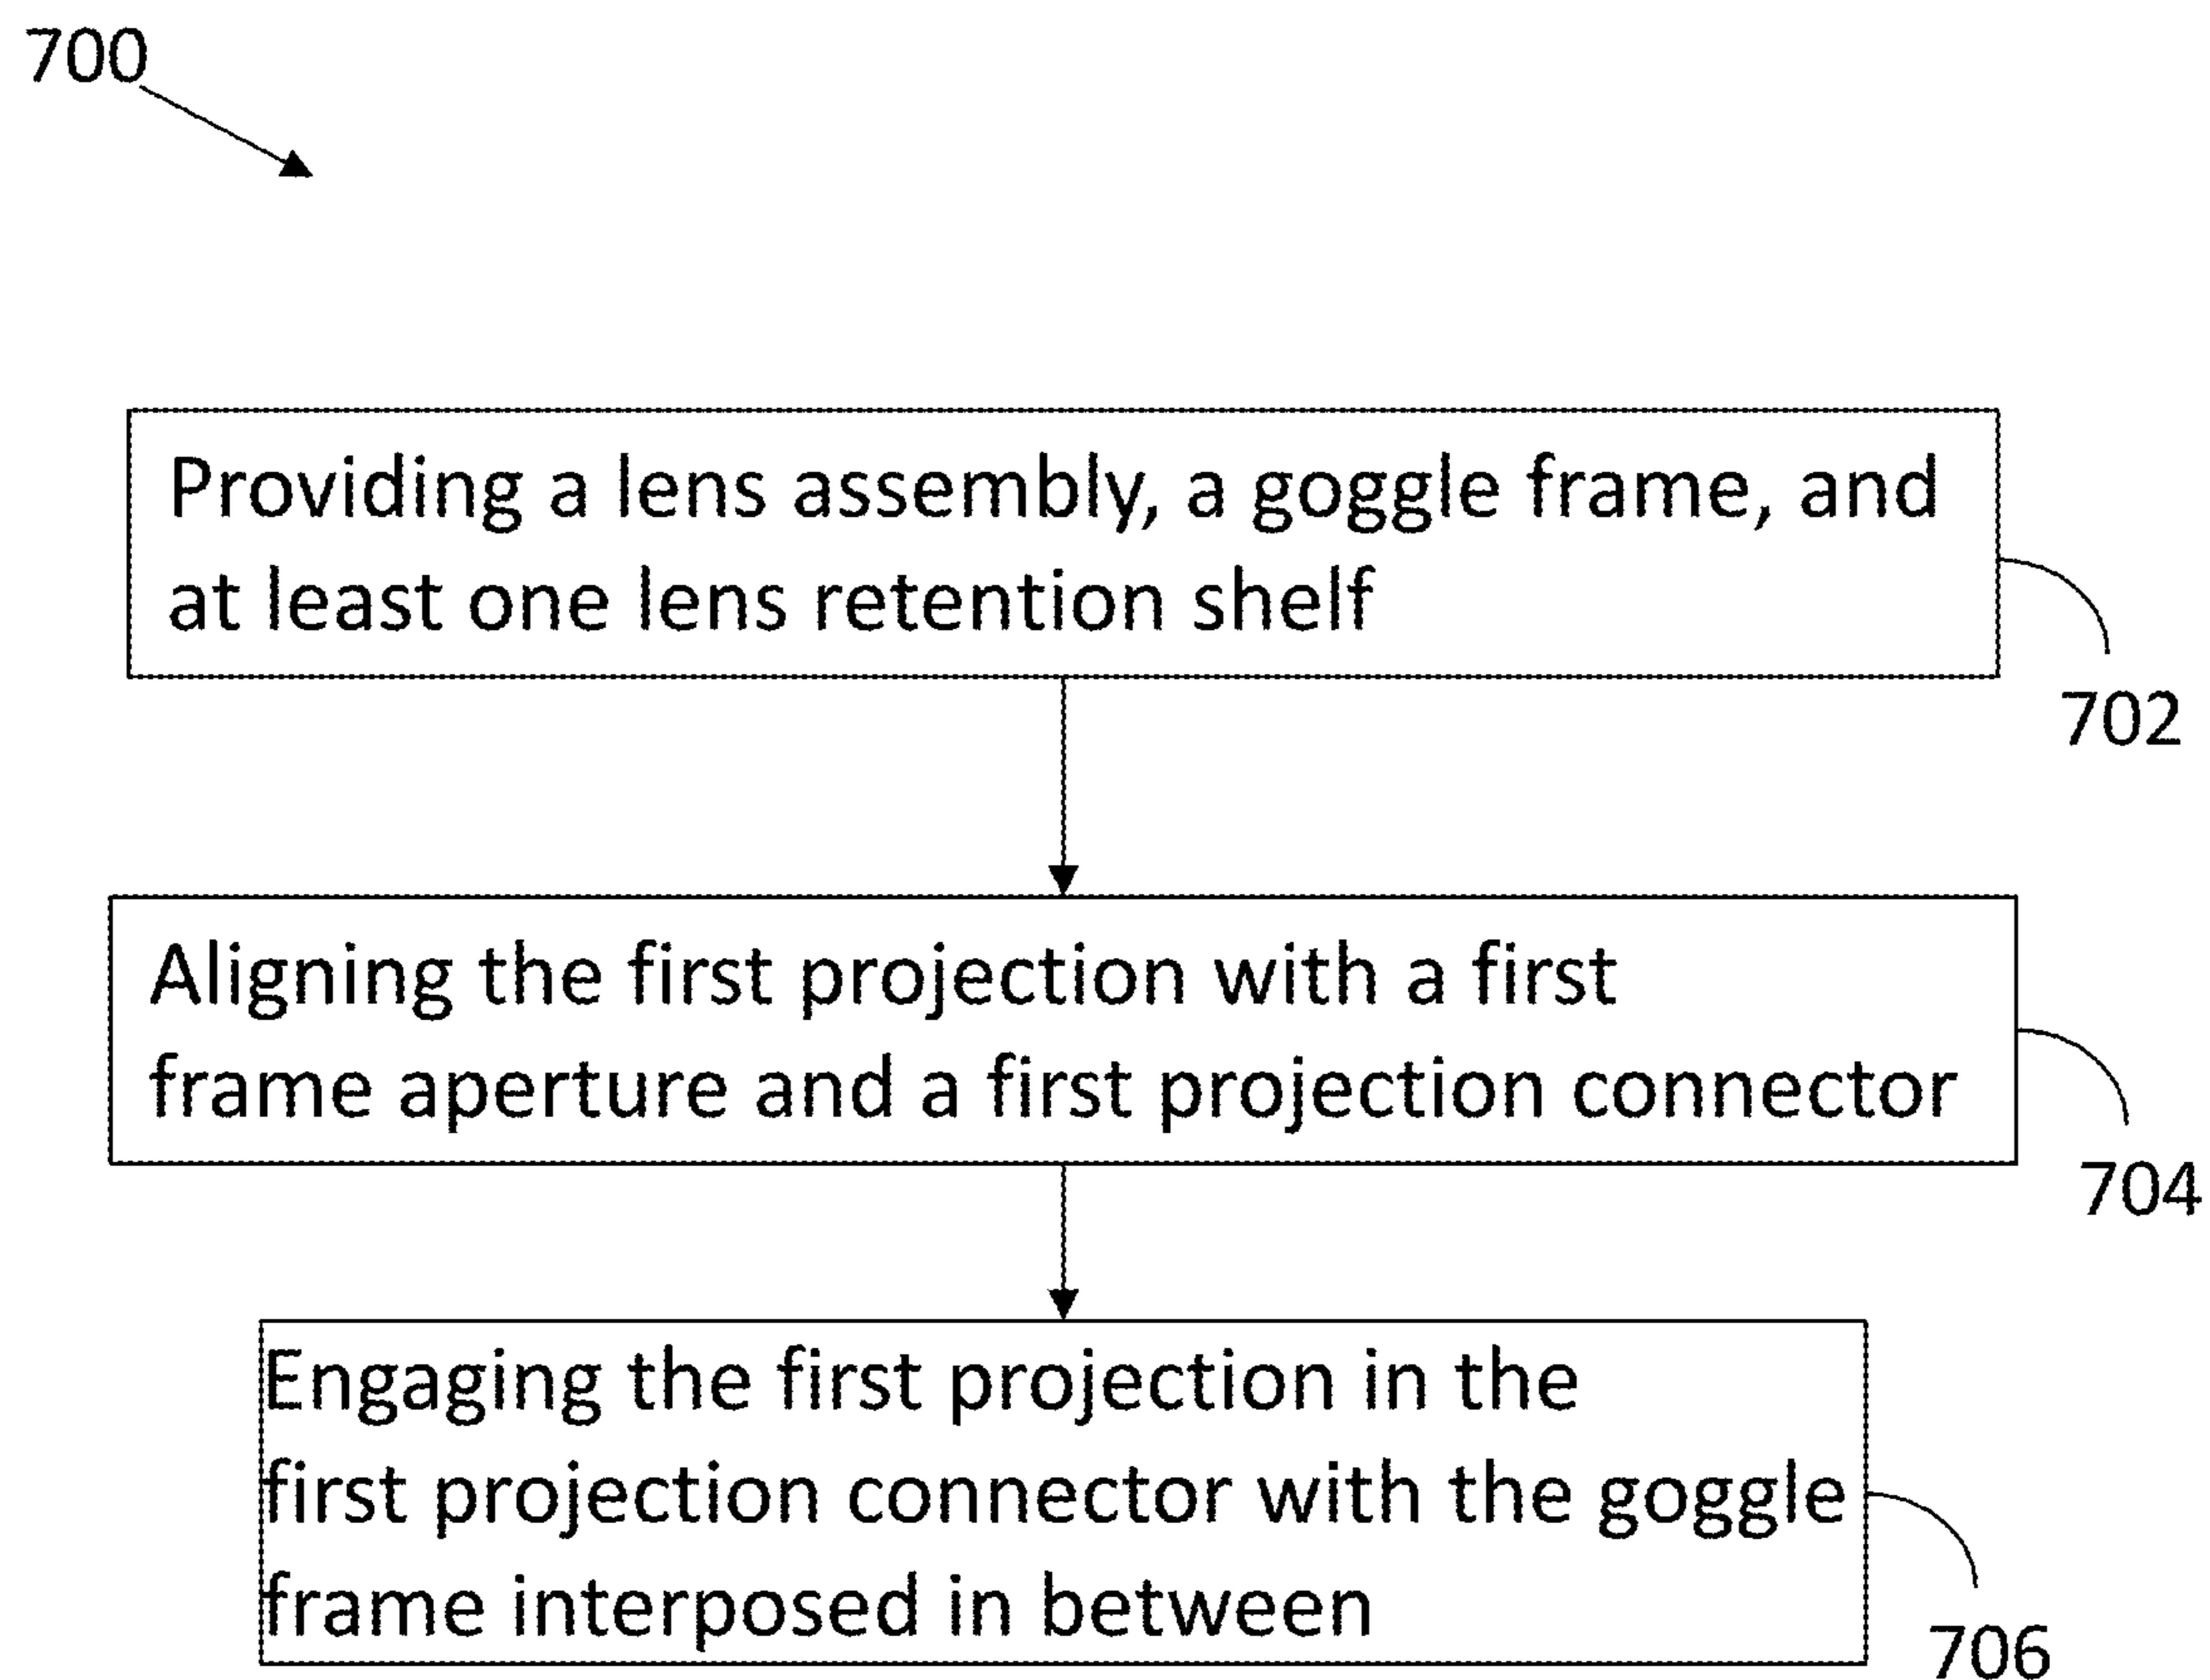 700
Providing a lens assembly, a goggle frame, and
at least one lens retention shelf
702
Aligning the first projection with a first
frame aperture and a first projection connector
704
Engaging the first projection in the
first projection connector with the goggle
frame interposed in between
706